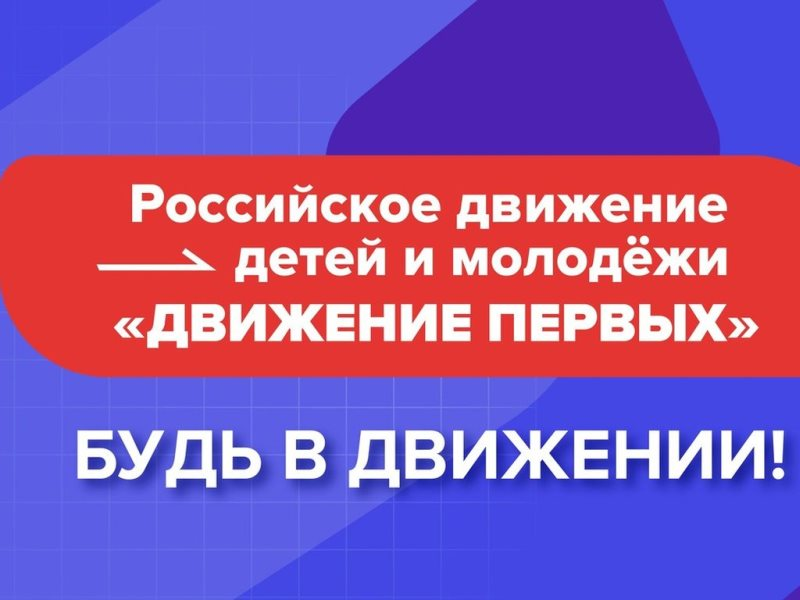 Российское движение
детей и молодёжи
«ДВИЖЕНИЕ ПЕРВЫХ»
БУДЬ В ДВИЖЕНИИ!